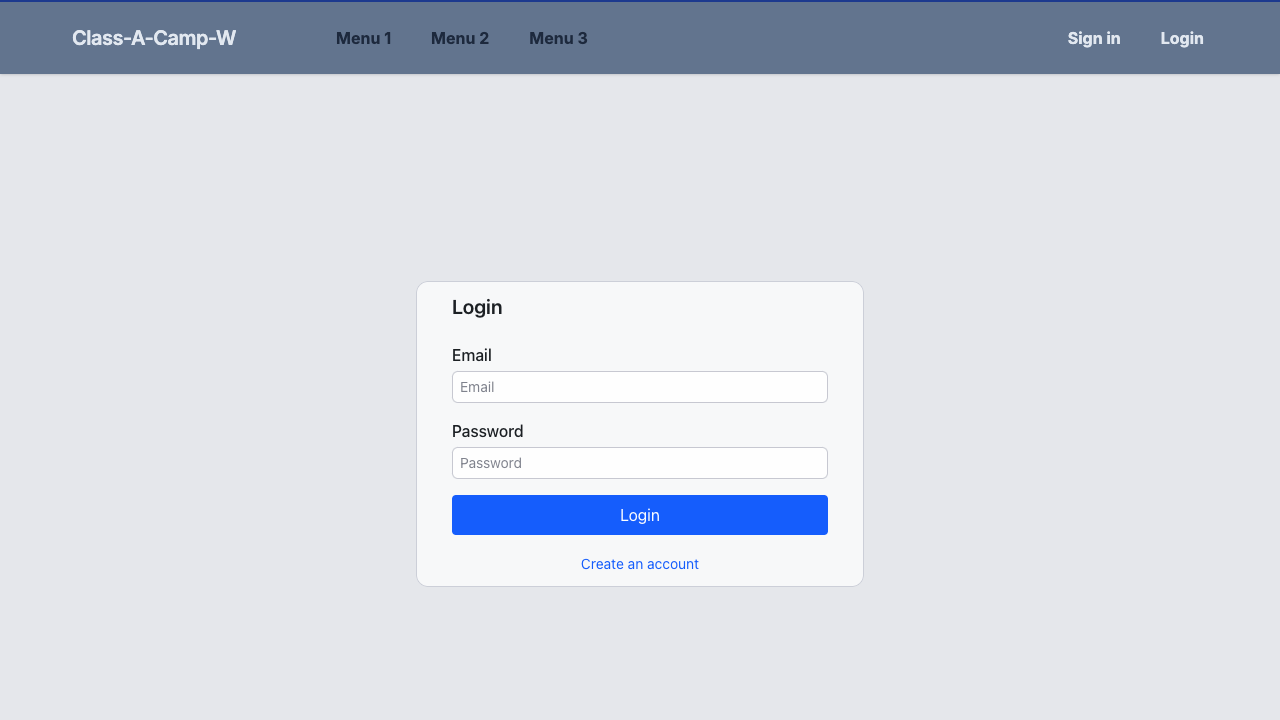 Class-A-Camp-W Menu 1 Menu 2 Menu 3 Sign in Login
Login
Email
Email
Password
Password
Login
Create an account